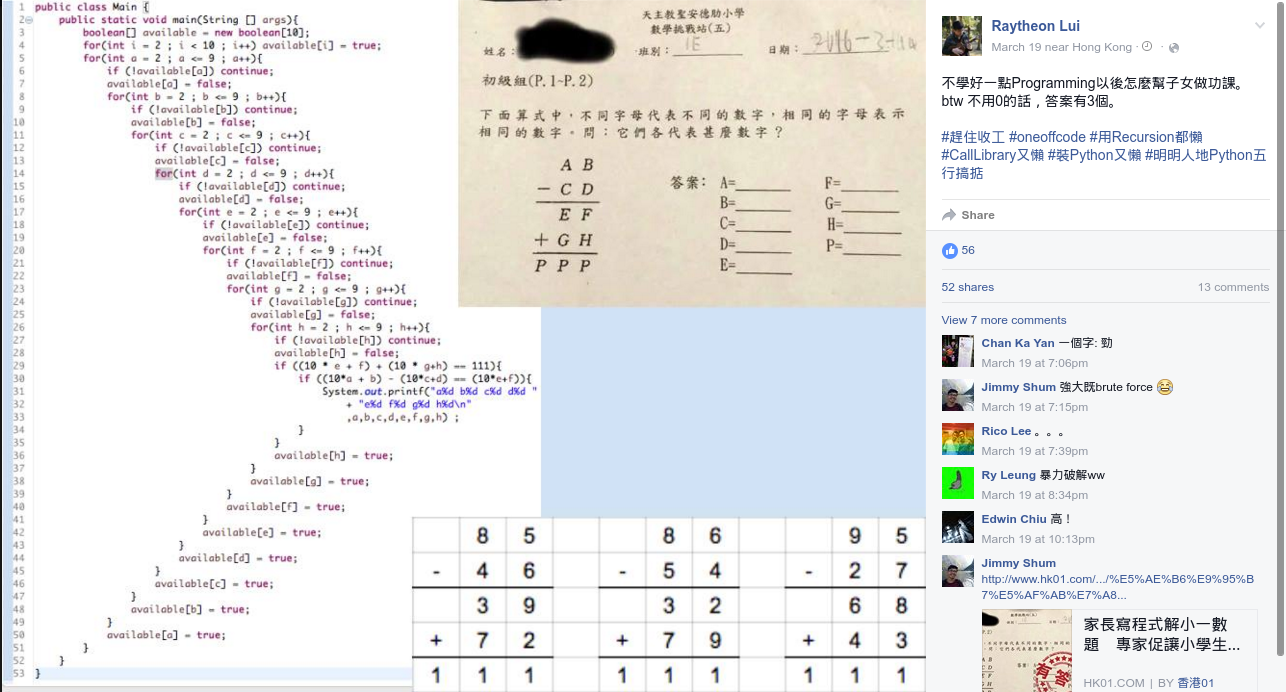 1 public class Main {
2 public static void main(String [] args){
3 boolean[] available = new boolean[10];
4 for(int i = 2 ; i < 10 ; i++) available[i] = true;
5 for(int a = 2 ; a <= 9 ; a++){
6 if (!available[a]) continue;
7 available[a] = false;
8 for(int b = 2 ; b <= 9 ; b++){
9 if (!available[b]) continue;
10 available[b] = false;
11 for(int c = 2 ; c <= 9 ; c++){
12 if (!available[c]) continue;
13 available[c] = false;
14 for(int d = 2 ; d <= 9 ; d++){
15 if (!available[d]) continue;
16 available[d] = false;
17 for(int e = 2 ; e <= 9 ; e++){
18 if (!available[e]) continue;
19 available[e] = false;
20 for(int f = 2 ; f <= 9 ; f++){
21 if (!available[f]) continue;
22 available[f] = false;
23 for(int g = 2 ; g <= 9 ; g++){
24 if (!available[g]) continue;
25 available[g] = false;
26 for(int h = 2 ; h <= 9 ; h++){
27 if (!available[h]) continue;
28 available[h] = false;
29 if ((10 * e + f) + (10 * g+h) == 111){
30 if ((10*a + b) - (10*c+d) == (10*e+f)){
31 System.out.printf("a%d b%d c%d d%d "
32 + "e%d f%d g%d h%d\n"
33 ,a,b,c,d,e,f,g,h) ;
34 }
35 }
36 available[h] = true;
37 }
38 available[g] = true;
39 }
40 available[f] = true;
41 }
42 available[e] = true;
43 }
44 available[d] = true;
45 }
46 available[c] = true;
47 }
48 available[b] = true;
49 }
50 available[a] = true;
51 }
52 }
53 }
天主教聖安德肋小學
數學挑戰站(五)
姓名: 班別: 1E 日期:
初級組(P.1~P.2)
下面算式中,不同字母代表不同的數字,相同的字母表示
相同的數字。問:它們各代表甚麼數字?
A B
− C D
E F
+ G H
P P P
答案: A= F=
B= G=
C= H=
D= P=
E=
8 5 8 6 9 5
- 4 6 - 5 4 - 2 7
3 9 3 2 6 8
+ 7 2 + 7 9 + 4 3
1 1 1 1 1 1 1 1 1
Raytheon Lui
March 19 near Hong Kong ·
不學好一點Programming以後怎麼幫子女做功課。
btw 不用0的話，答案有3個。
#趕住收工 #oneoffcode #用Recursion都懶
#CallLibrary又懶 #裝Python又懶 #明明人地Python五
行搞掂
Share
56
52 shares 13 comments
View 7 more comments
Chan Ka Yan 一個字: 勁
March 19 at 7:06pm
Jimmy Shum 強大既brute force
March 19 at 7:15pm
Rico Lee 。。。
March 19 at 7:39pm
Ry Leung 暴力破解ww
March 19 at 8:34pm
Edwin Chiu 高！
March 19 at 10:13pm
Jimmy Shum
http://www.hk01.com/.../%E5%AE%B6%E9%95%B
7%E5%AF%AB%E7%A8...
家長寫程式解小一數
題 專家促讓小學生...
HK01.COM | BY 香港01